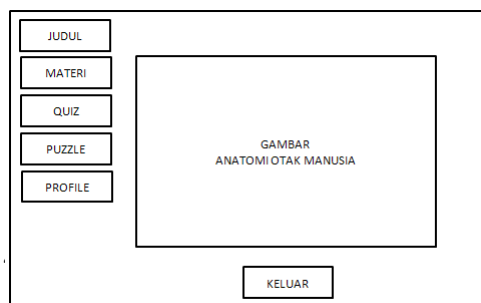 JUDUL
MATERI
QUIZ
PUZZLE
PROFILE
GAMBAR
ANATOMI OTAK MANUSIA
KELUAR